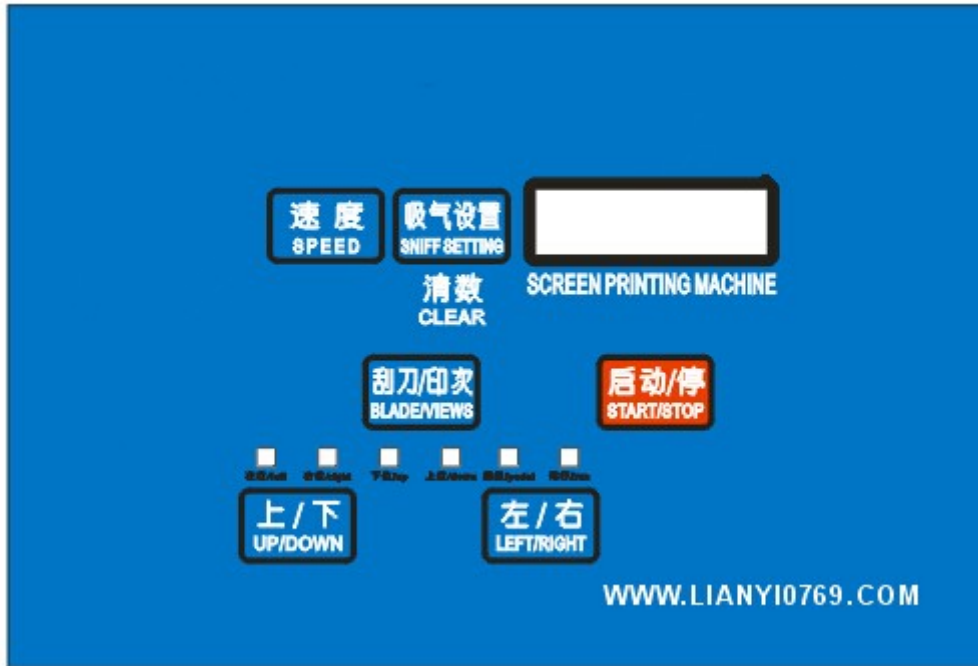 速度
SPEED
吸气设置
SNIFF SETTING
清数
CLEAR
SCREEN PRINTING MACHINE
刮刀/印次
BLADE/VIEWS
启动/停
START/STOP
上/下
UP/DOWN
左/右
LEFT/RIGHT
WWW.LIANYI0769.COM